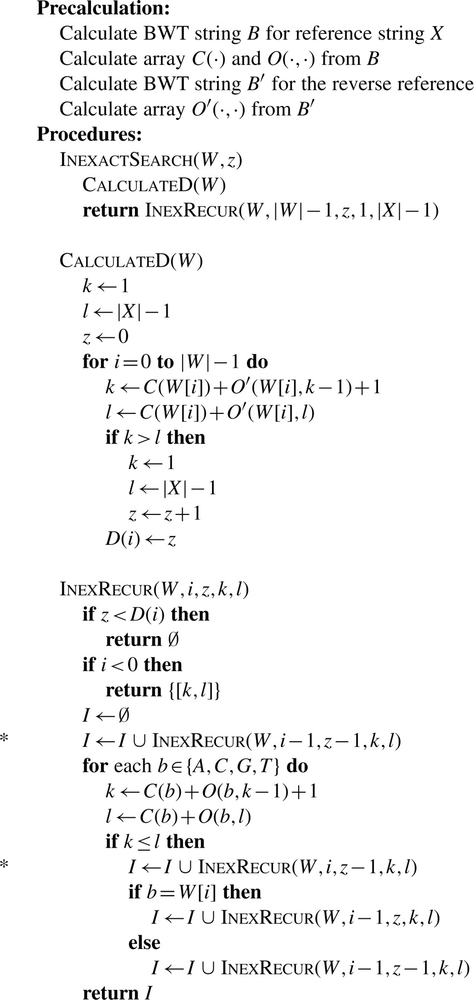 Precalculation:
Calculate BWT string B for reference string X
Calculate array C(·) and O(·,·) from B
Calculate BWT string B′ for the reverse reference
Calculate array O′(·,·) from B′
Procedures:
INEXACTSEARCH(W,z)
CALCULATED(W)
return INEXRECUR(W,|W|−1,z,1,|X|−1)
CALCULATED(W)
k←1
l←|X|−1
z←0
for i=0 to |W|−1 do
k←C(W[i])+O′(W[i],k−1)+1
l←C(W[i])+O′(W[i],l)
if k>l then
k←1
l←|X|−1
z←z+1
D(i)←z
INEXRECUR(W,i,z,k,l)
if z<D(i) then
return ∅
if i<0 then
return {[k,l]}
I←∅
* I←I ∪ INEXRECUR(W,i−1,z−1,k,l)
for each b∈{A,C,G,T} do
k←C(b)+O(b,k−1)+1
l←C(b)+O(b,l)
if k≤l then
* I←I ∪ INEXRECUR(W,i,z−1,k,l)
if b=W[i] then
I←I ∪ INEXRECUR(W,i−1,z,k,l)
else
I←I ∪ INEXRECUR(W,i−1,z−1,k,l)
return I